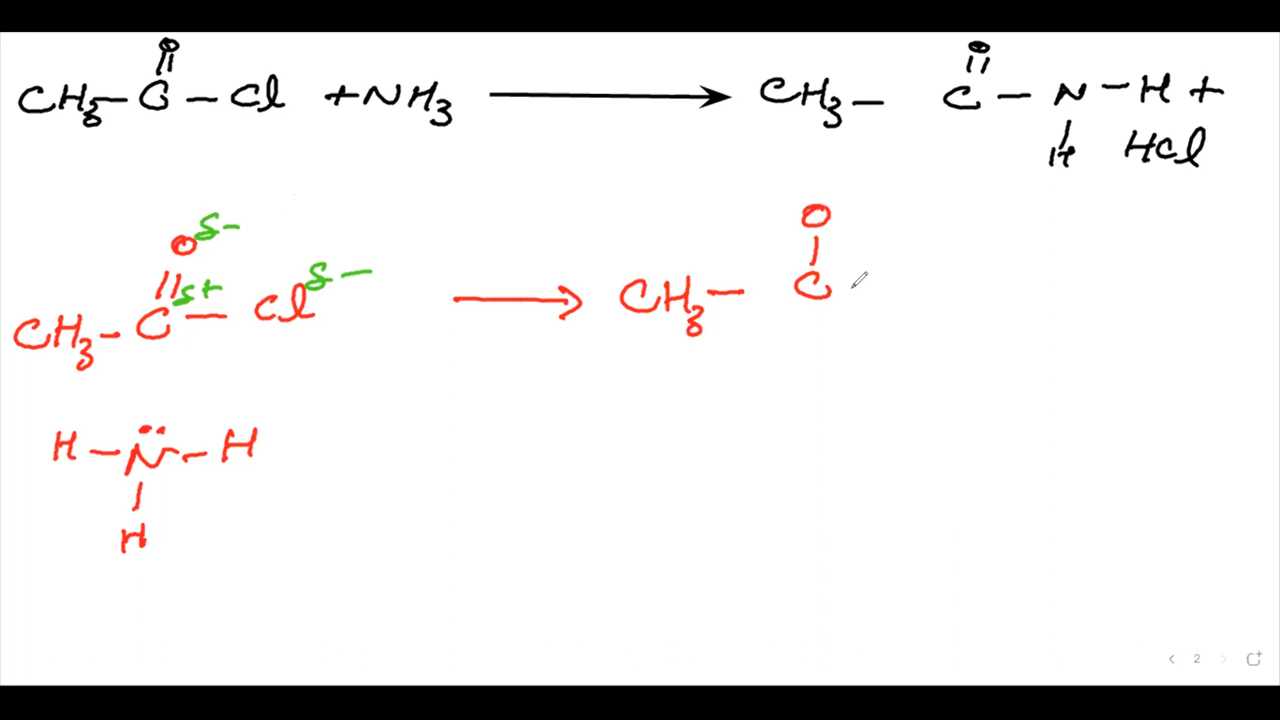 O
||
CH3 – C – Cl + NH3 ⟶ CH3 – C – N – H +
O
||
|
H HCl
O δ–
||
δ+
CH3 – C – Cl δ– ⟶ CH3 – C
O
|
H – N̈ – H
|
H
2